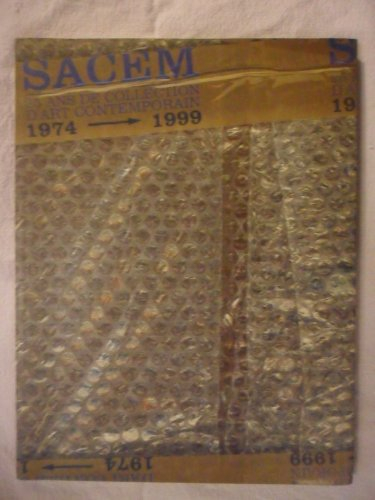 SACEM
25 ANS DE COLLECTION
D'ART CONTEMPORAIN
1974 → 1999
S
D'A
19
1974
1999